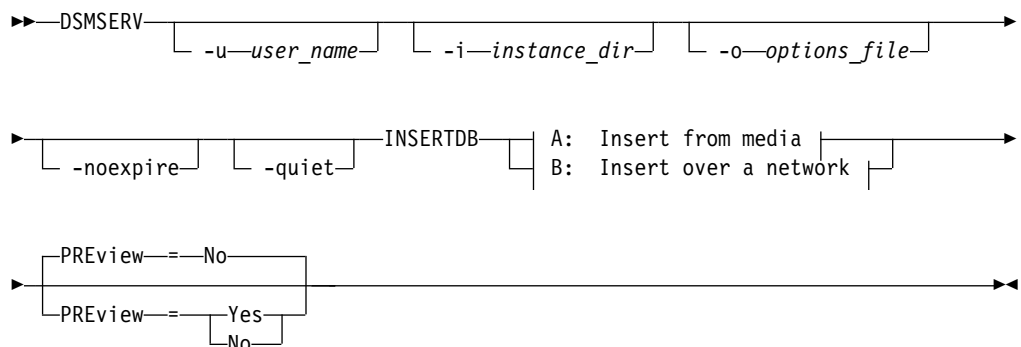 DSMSERV
-u user_name -i instance_dir -o options_file
-noexpire -quiet INSERTDB A: Insert from media
B: Insert over a network
PREview = No
PREview = Yes
No